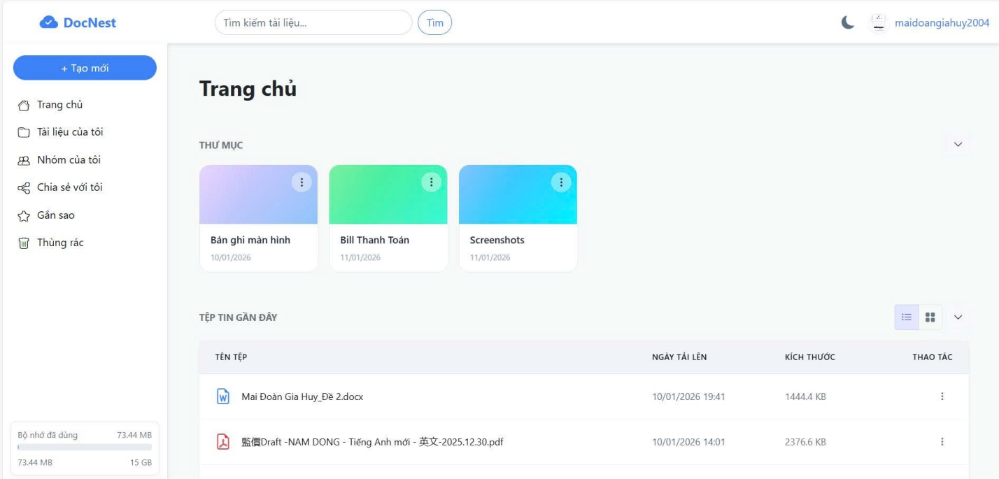 DocNest
Tìm kiếm tài liệu...
Tìm
maidoangiahuy2004
+ Tạo mới
Trang chủ
Tài liệu của tôi
Nhóm của tôi
Chia sẻ với tôi
Gắn sao
Thùng rác
Bộ nhớ đã dùng 73.44 MB
73.44 MB 15 GB
Trang chủ
THƯ MỤC
Bản ghi màn hình
10/01/2026
Bill Thanh Toán
11/01/2026
Screenshots
11/01/2026
TỆP TIN GẦN ĐÂY
TÊN TỆP NGÀY TẢI LÊN KÍCH THƯỚC THAO TÁC
Mai Đoàn Gia Huy_Đề 2.docx 10/01/2026 19:41 1444.4 KB
監價Draft -NAM DONG - Tiếng Anh mới - 英文-2025.12.30.pdf 10/01/2026 14:01 2376.6 KB